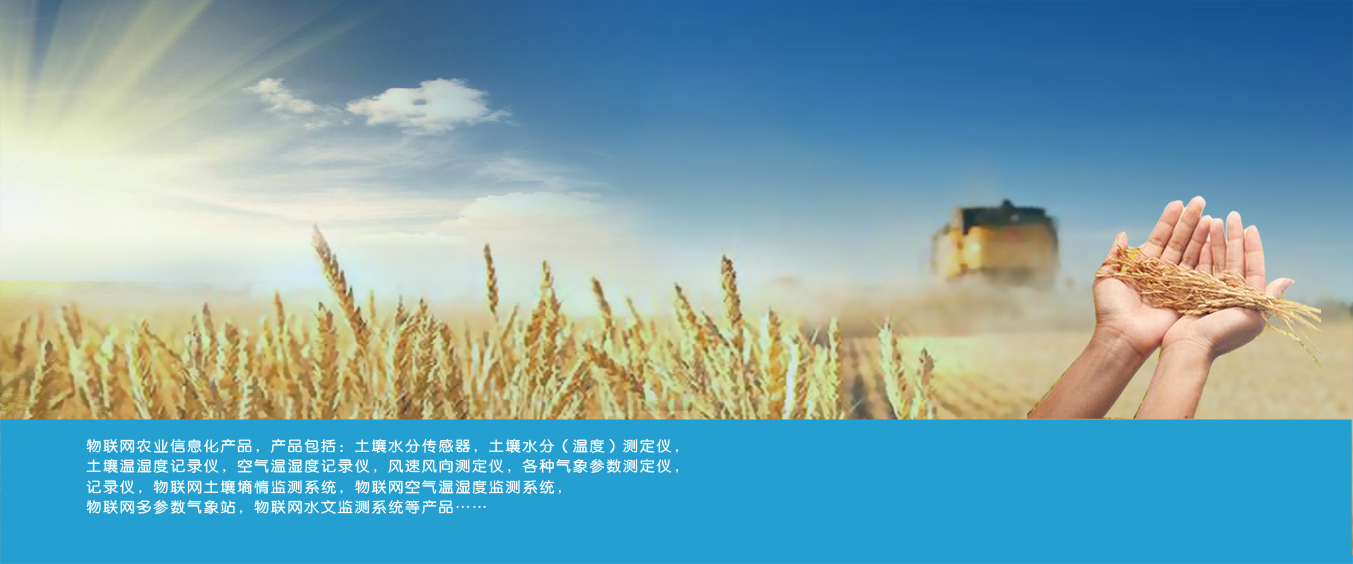 物联网农业信息化产品，产品包括：土壤水分传感器，土壤水分（温度）测定仪，
土壤温湿度记录仪，空气温湿度记录仪，风速风向测定仪，各种气象参数测定仪，
记录仪，物联网土壤墒情监测系统，物联网空气温湿度监测系统，
物联网多参数气象站，物联网水文监测系统等产品……